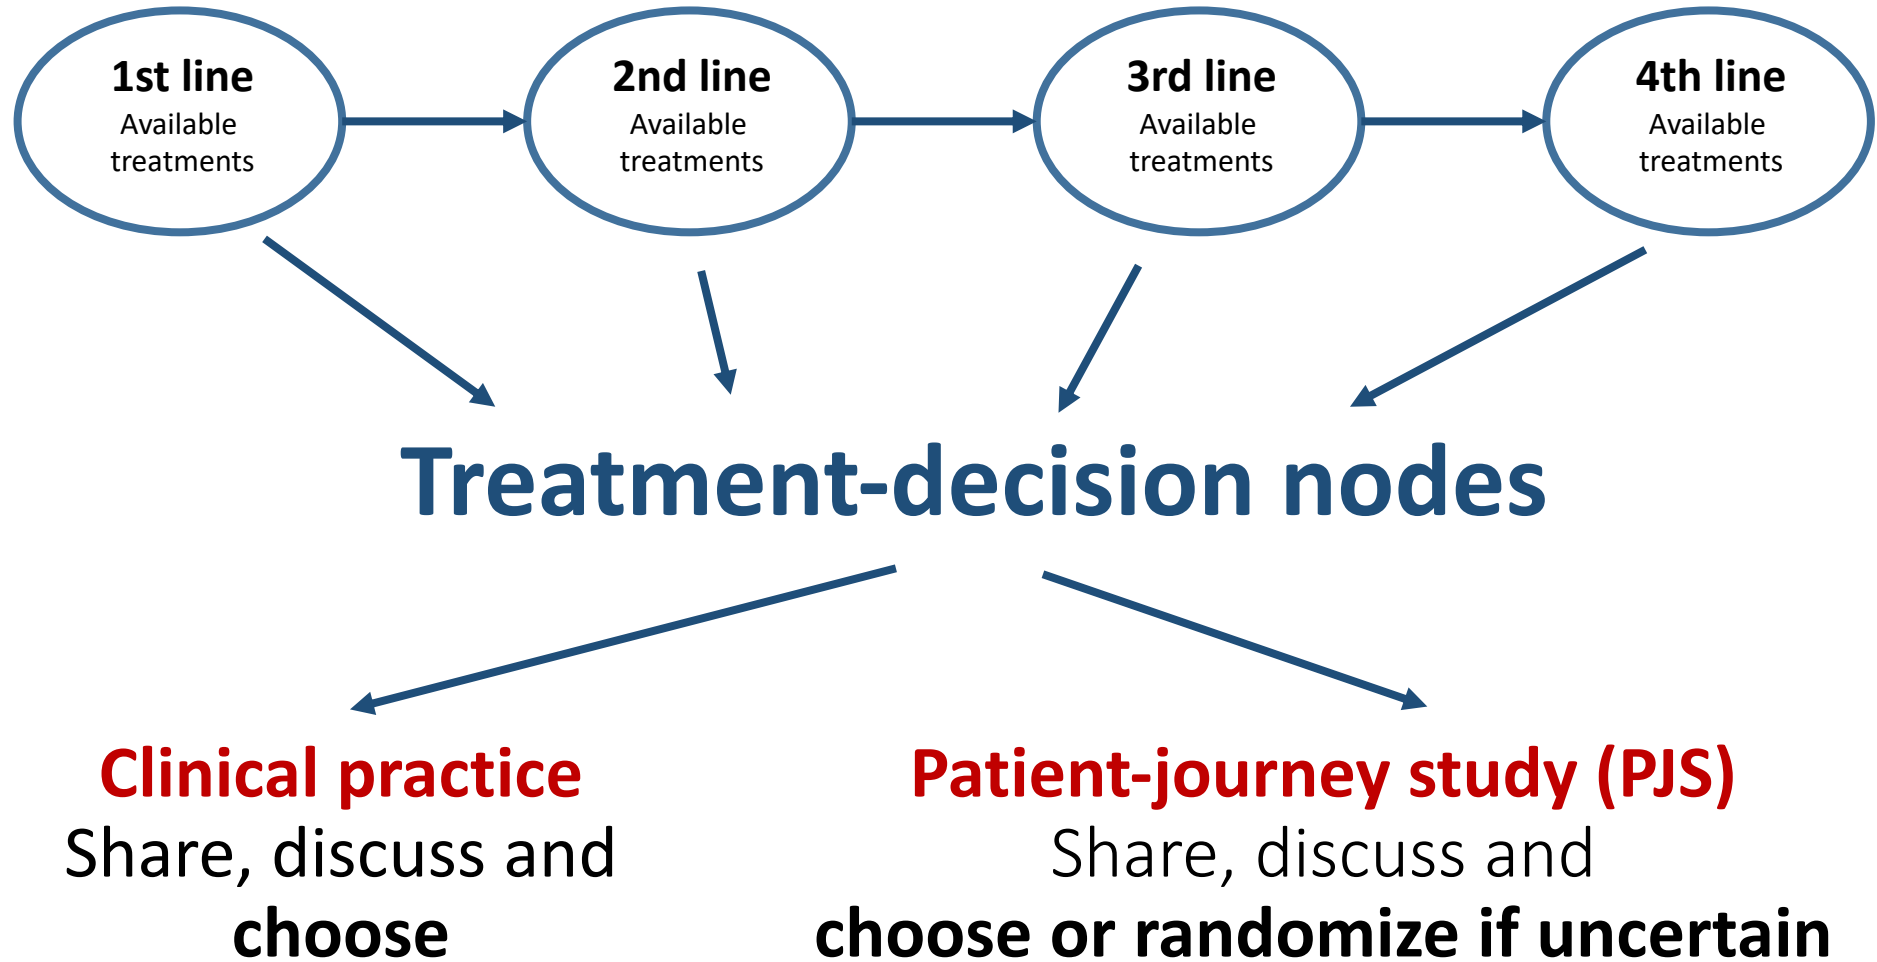 1st line
Available
treatments
2nd line
Available
treatments
3rd line
Available
treatments
4th line
Available
treatments
Treatment-decision nodes
Clinical practice
Share, discuss and
choose
Patient-journey study (PJS)
Share, discuss and
choose or randomize if uncertain